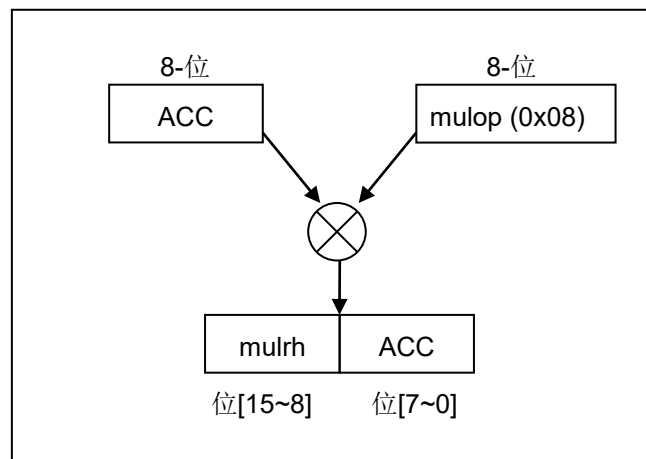 8-位 8-位
ACC mulop (0x08)
mulrh ACC
位[15~8] 位[7~0]